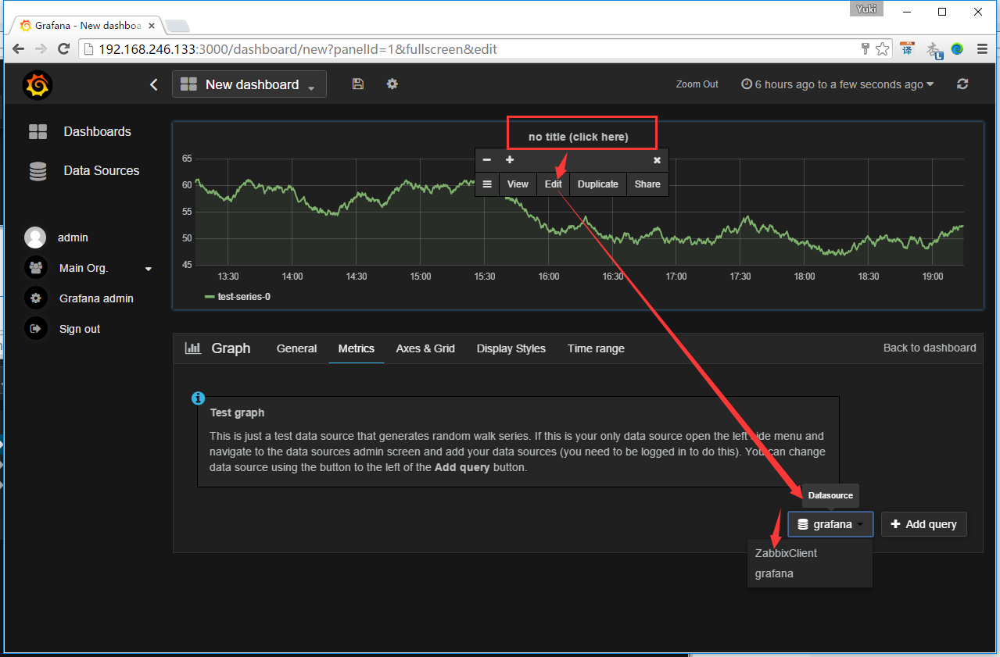 Yuki
Grafana - New dashboa
192.168.246.133:3000/dashboard/new?panelId=1&fullscreen&edit
译
L
New dashboard
Zoom Out
6 hours ago to a few seconds ago
Dashboards
Data Sources
admin
Main Org.
Grafana admin
Sign out
no title (click here)
View Edit Duplicate Share
65
60
55
50
45
13:30 14:00 14:30 15:00 15:30 16:00 16:30 17:00 17:30 18:00 18:30 19:00
test-series-0
Graph General Metrics Axes & Grid Display Styles Time range Back to dashboard
Test graph
This is just a test data source that generates random walk series. If this is your only data source open the left side menu and
navigate to the data sources admin screen and add your data sources (you need to be logged in to do this). You can change
data source using the button to the left of the Add query button.
Datasource
grafana
Add query
ZabbixClient
grafana